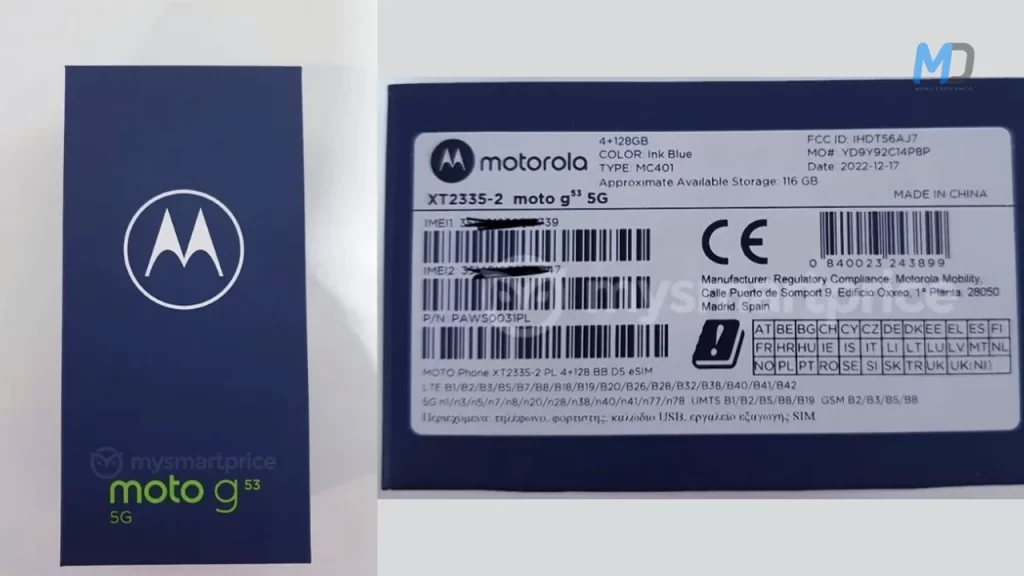 mysmartprice
moto g53
5G
MD
motorola
4+128GB
COLOR: Ink Blue
TYPE: MC401
Approximate Available Storage: 116 GB
FCC ID: IHDT56AJ7
MO#: YD9Y92C14P8P
Date: 2022-12-17
XT2335-2 moto g53 5G
MADE IN CHINA
IMEI1
39
IMEI2
47
P/N: PAWS0031PL
CE
0 840023 243899
mysmartprice
Manufacturer: Regulatory Compliance: Motorola Mobility,
Calle Puerto de Somport 9, Edificio Oxxeo, 1ª Planta, 28050
Madrid, Spain
AT BE BG CH CY CZ DE DK EE EL ES FI
FR HR HU IE IS IT LI LT LU LV MT NL
NO PL PT RO SE SI SK TR UK UK(NI)
MOTO Phone XT2335-2 PL 4+128 BB DS eSIM
LTE B1/B2/B3/B5/B7/B8/B18/B19/B20/B26/B28/B32/B38/B40/B41/B42
5G n1/n3/n5/n7/n8/n20/n28/n38/n40/n41/n77/n78 UMTS B1/B2/B5/B8/B19 GSM B2/B3/B5/B8
Περιεχόμενα: τηλέφωνο, φορτιστής, καλώδιο USB, εργαλείο εξαγωγής SIM.